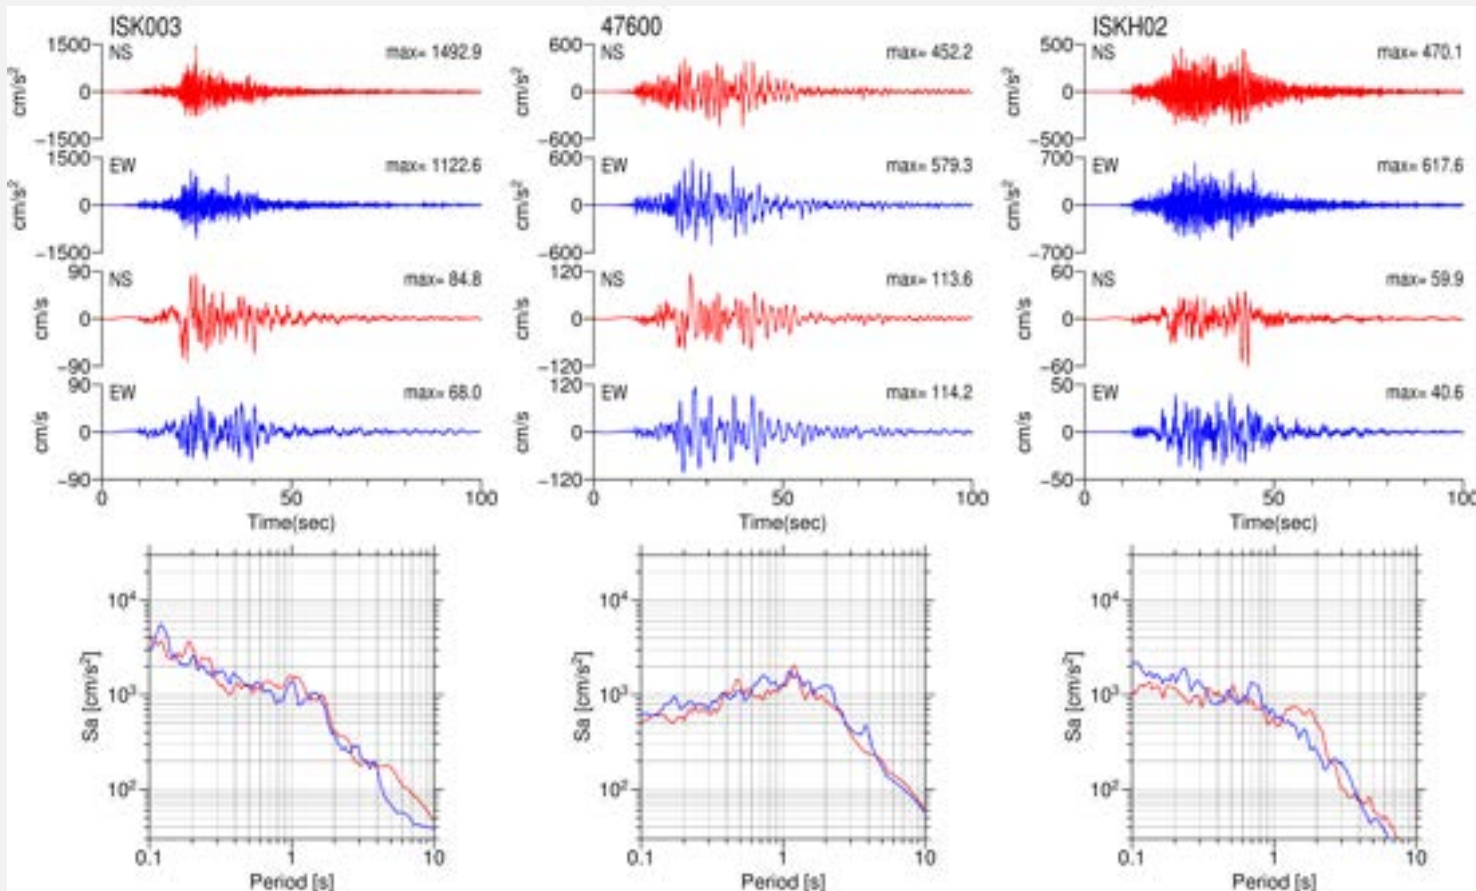 ISK003
1500 NS max= 1492.9
cm/s²
0
−1500
1500 EW max= 1122.6
cm/s²
0
−1500
90 NS max= 84.8
cm/s
0
−90
90 EW max= 68.0
cm/s
0
−90
0 50 100
Time(sec)
10⁴
10³
10²
Sa [cm/s²]
0.1 1 10
Period [s]
47600
600 NS max= 452.2
cm/s²
0
−600
600 EW max= 579.3
cm/s²
0
−600
120 NS max= 113.6
cm/s
0
−120
120 EW max= 114.2
cm/s
0
−120
0 50 100
Time(sec)
10⁴
10³
10²
Sa [cm/s²]
0.1 1 10
Period [s]
ISKH02
500 NS max= 470.1
cm/s²
0
−500
700 EW max= 617.6
cm/s²
0
−700
60 NS max= 59.9
cm/s
0
−60
50 EW max= 40.6
cm/s
0
−50
0 50 100
Time(sec)
10⁴
10³
10²
Sa [cm/s²]
0.1 1 10
Period [s]